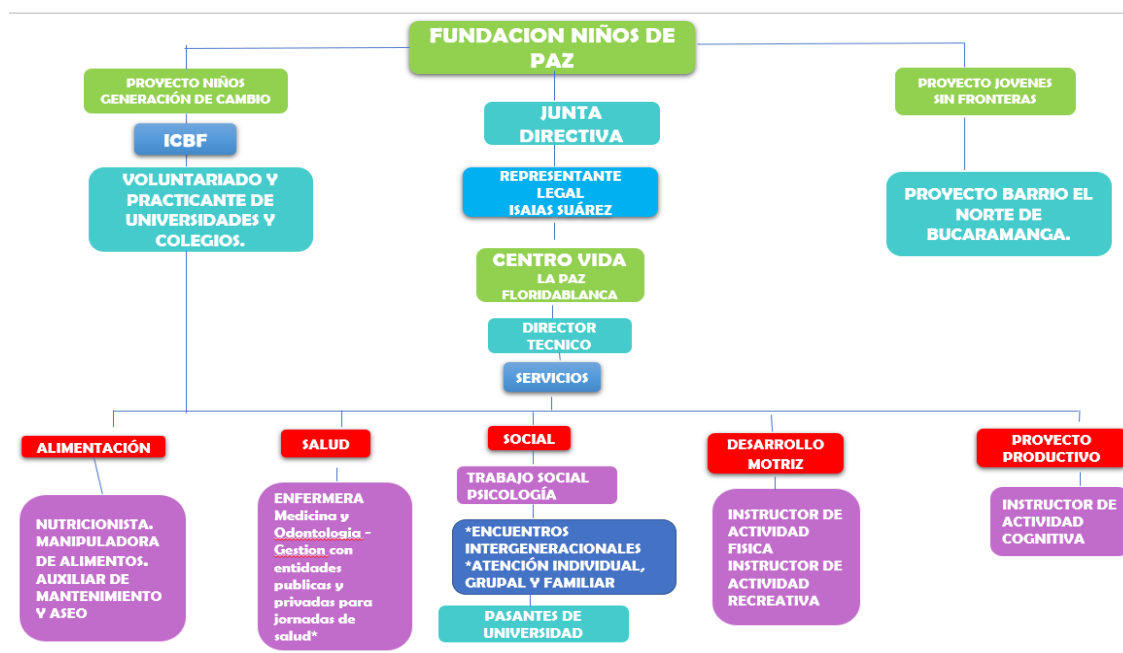 FUNDACION NIÑOS DE
PAZ
PROYECTO NIÑOS
GENERACIÓN DE CAMBIO
PROYECTO JOVENES
SIN FRONTERAS
JUNTA
DIRECTIVA
ICBF
REPRESENTANTE
LEGAL
ISAIAS SUÁREZ
VOLUNTARIADO Y
PRACTICANTE DE
UNIVERSIDADES Y
COLEGIOS.
PROYECTO BARRIO EL
NORTE DE
BUCARAMANGA.
CENTRO VIDA
LA PAZ
FLORIDABLANCA
DIRECTOR
TECNICO
SERVICIOS
ALIMENTACIÓN
SALUD
SOCIAL
DESARROLLO
MOTRIZ
PROYECTO
PRODUCTIVO
NUTRICIONISTA.
MANIPULADORA
DE ALIMENTOS.
AUXILIAR DE
MANTENIMIENTO
Y ASEO
ENFERMERA
Medicina y
Odontologia -
Gestion con
entidades
publicas y
privadas para
jornadas de
salud*
TRABAJO SOCIAL
PSICOLOGÍA
*ENCUENTROS
INTERGENERACIONALES
*ATENCIÓN INDIVIDUAL,
GRUPAL Y FAMILIAR
PASANTES DE
UNIVERSIDAD
INSTRUCTOR DE
ACTIVIDAD
FISICA
INSTRUCTOR DE
ACTIVIDAD
RECREATIVA
INSTRUCTOR DE
ACTIVIDAD
COGNITIVA